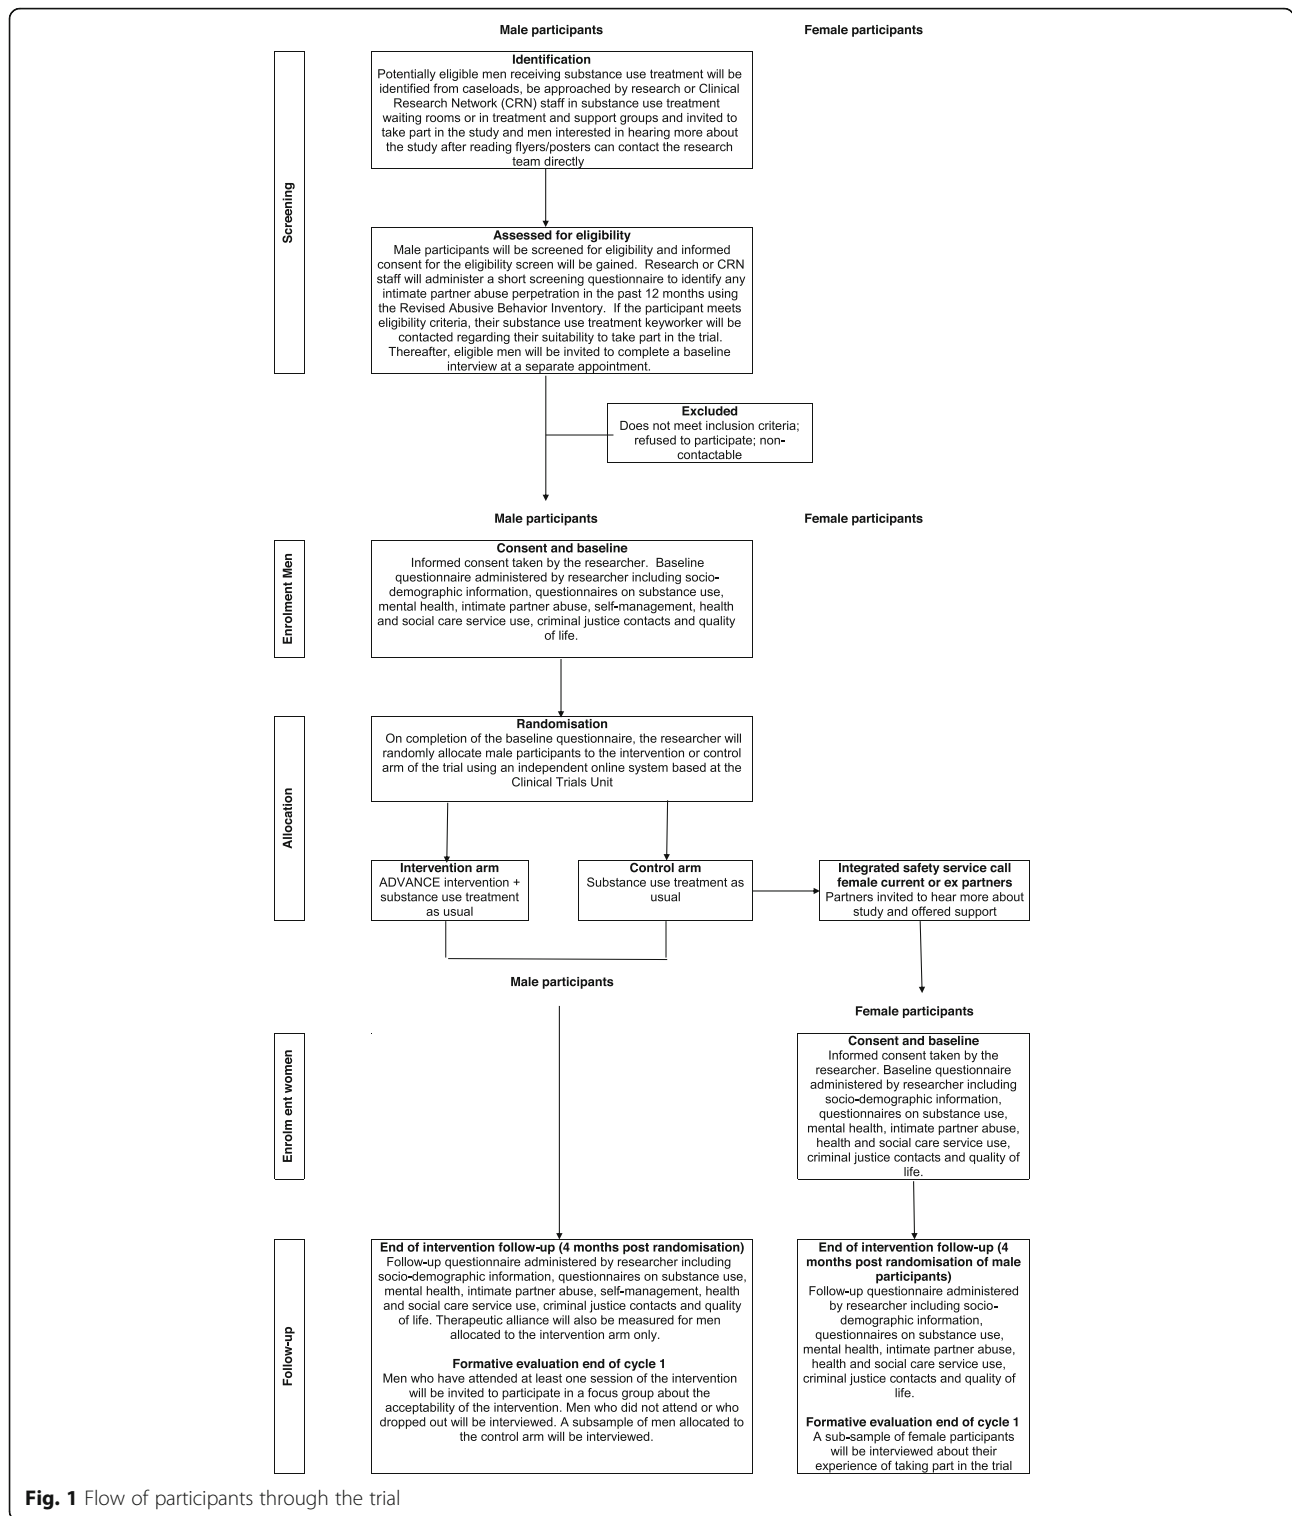 Male participants
Female participants
Screening
Identification
Potentially eligible men receiving substance use treatment will be
identified from caseloads, be approached by research or Clinical
Research Network (CRN) staff in substance use treatment
waiting rooms or in treatment and support groups and invited to
take part in the study and men interested in hearing more about
the study after reading flyers/posters can contact the research
team directly
Assessed for eligibility
Male participants will be screened for eligibility and informed
consent for the eligibility screen will be gained. Research or CRN
staff will administer a short screening questionnaire to identify any
intimate partner abuse perpetration in the past 12 months using
the Revised Abusive Behavior Inventory. If the participant meets
eligibility criteria, their substance use treatment keyworker will be
contacted regarding their suitability to take part in the trial.
Thereafter, eligible men will be invited to complete a baseline
interview at a separate appointment.
Excluded
Does not meet inclusion criteria;
refused to participate; non-
contactable
Male participants
Female participants
Enrolment Men
Consent and baseline
Informed consent taken by the researcher. Baseline
questionnaire administered by researcher including socio-
demographic information, questionnaires on substance use,
mental health, intimate partner abuse, self-management, health
and social care service use, criminal justice contacts and quality
of life.
Allocation
Randomisation
On completion of the baseline questionnaire, the researcher will
randomly allocate male participants to the intervention or control
arm of the trial using an independent online system based at the
Clinical Trials Unit
Intervention arm
ADVANCE intervention +
substance use treatment
as usual
Control arm
Substance use treatment as
usual
Integrated safety service call
female current or ex partners
Partners invited to hear more about
study and offered support
Male participants
Female participants
Enrolm ent women
Consent and baseline
Informed consent taken by the
researcher. Baseline questionnaire
administered by researcher including
socio-demographic information,
questionnaires on substance use,
mental health, intimate partner abuse,
health and social care service use,
criminal justice contacts and quality of
life.
Follow-up
End of intervention follow-up (4 months post randomisation)
Follow-up questionnaire administered by researcher including
socio-demographic information, questionnaires on substance use,
mental health, intimate partner abuse, self-management, health
and social care service use, criminal justice contacts and quality
of life. Therapeutic alliance will also be measured for men
allocated to the intervention arm only.
Formative evaluation end of cycle 1
Men who have attended at least one session of the intervention
will be invited to participate in a focus group about the
acceptability of the intervention. Men who did not attend or who
dropped out will be interviewed. A subsample of men allocated to
the control arm will be interviewed.
End of intervention follow-up (4
months post randomisation of male
participants)
Follow-up questionnaire administered
by researcher including socio-
demographic information,
questionnaires on substance use,
mental health, intimate partner abuse,
health and social care service use,
criminal justice contacts and quality of
life.
Formative evaluation end of cycle 1
A sub-sample of female participants
will be interviewed about their
experience of taking part in the trial
Fig. 1 Flow of participants through the trial